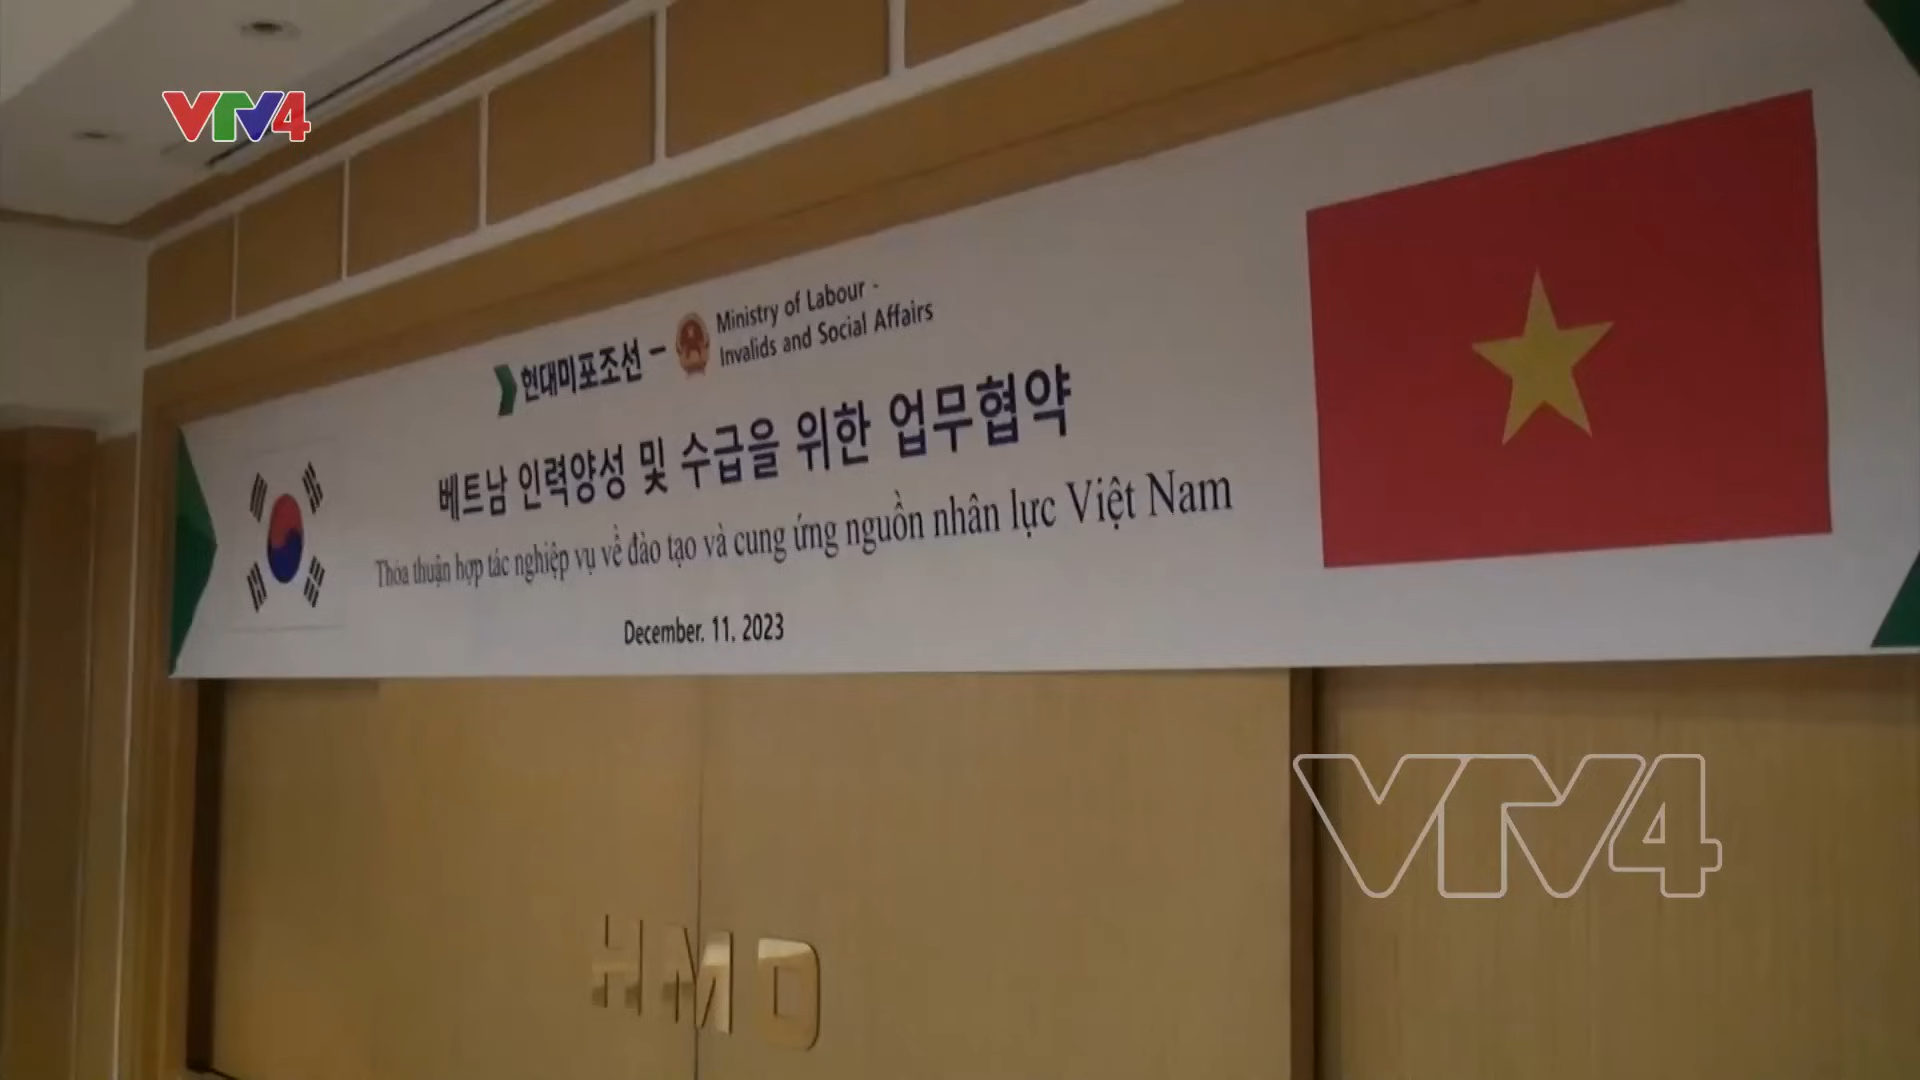 VTV4
현대미포조선 - Ministry of Labour -
Invalids and Social Affairs
베트남 인력양성 및 수급을 위한 업무협약
Thỏa thuận hợp tác nghiệp vụ về đào tạo và cung ứng nguồn nhân lực Việt Nam
December. 11. 2023
VTV4
HMD